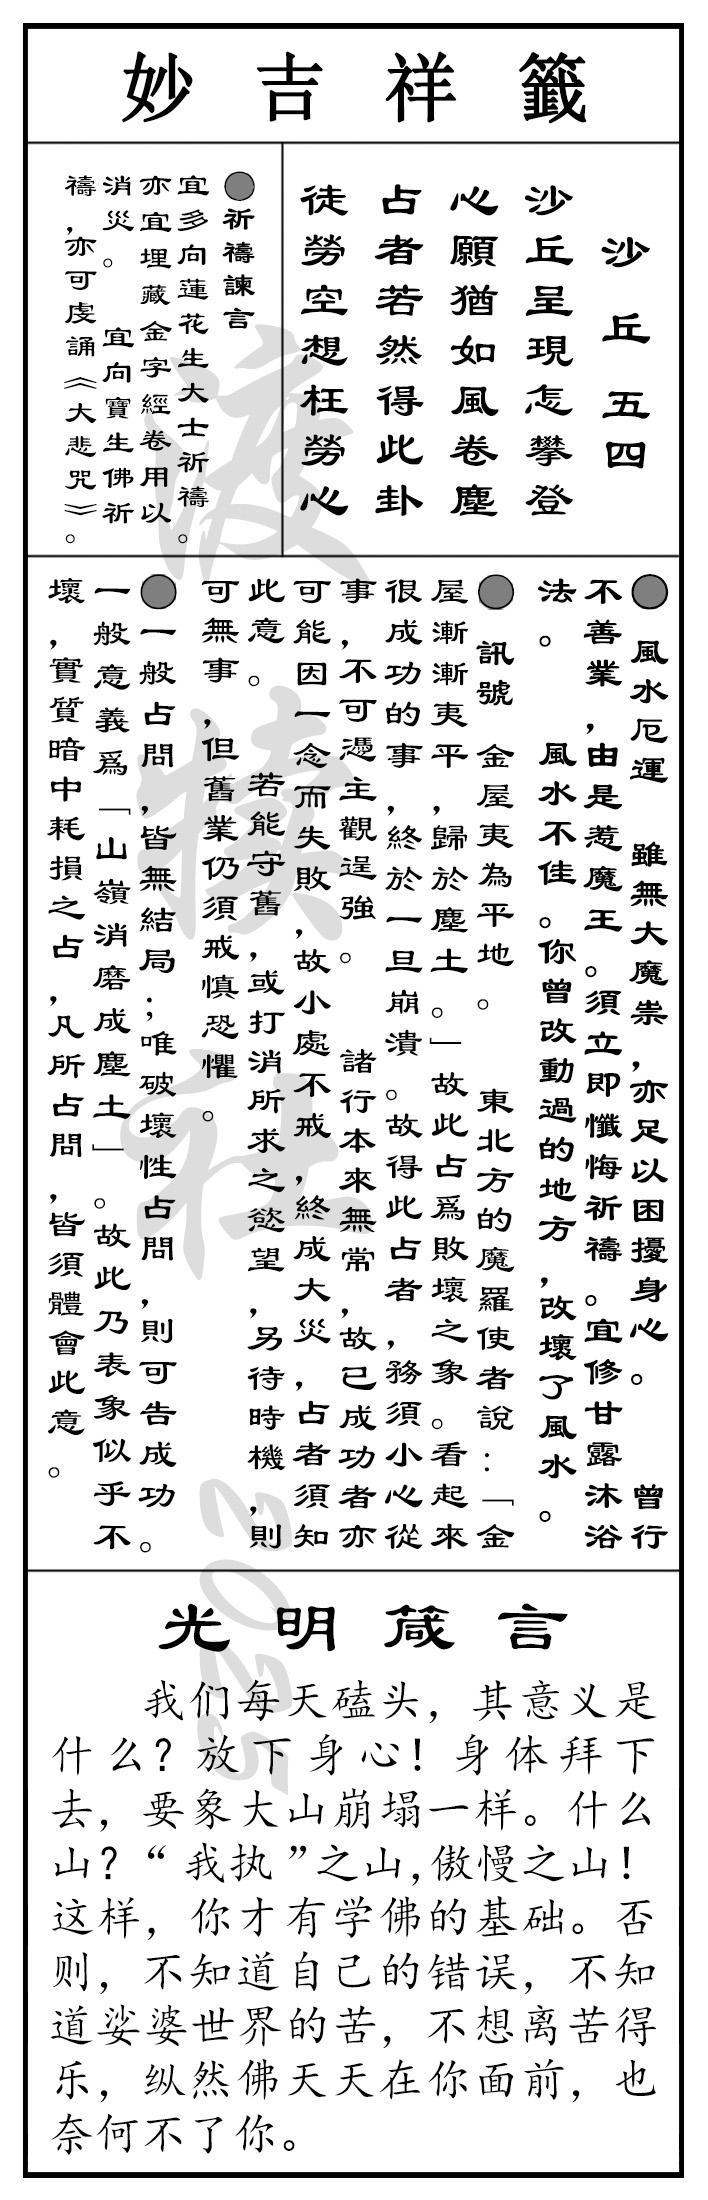 妙吉祥籤
沙丘 五四
沙丘呈現怎攀登
心願猶如風卷塵
占者若然得此卦
徒勞空想枉勞心
●祈禱諫言
宜多向蓮花生大士祈禱。
亦宜埋藏金字經卷用以
消災。 宜向寶生佛祈
禱,亦可虔誦《大悲咒》。
● 風水厄運 雖無大魔祟,亦足以困擾身心。 曾行
不善業,由是惹魔王。須立即懺悔祈禱。宜修甘露沐浴
法。 風水不佳。你曾改動過的地方,改壞了風水。
● 訊號 金屋夷為平地。 東北方的魔羅使者說:「金
屋漸漸夷平,歸於塵土。」故此占爲敗壞之象。看起來
很成功的事,終於一旦崩潰。故得此占者,務須小心從
事,不可憑主觀逞強。 諸行本來無常,故已成功者亦
可能因一念而失敗,故小處不戒,終成大災,占者須知
此意。 若能守舊,或打消所求之慾望,另待時機,則
可無事,但舊業仍須戒慎恐懼。
●一般占問,皆無結局;唯破壞性占問,則可告成功。
一般意義爲「山嶺消磨成塵土」。故此乃表象似乎不
壞,實質暗中耗損之占,凡所占問,皆須體會此意。
光明箴言
我们每天磕头，其意义是
什么？放下身心！身体拜下
去，要象大山崩塌一样。什么
山？“我执”之山,傲慢之山！
这样，你才有学佛的基础。否
则，不知道自己的错误，不知
道娑婆世界的苦，不想离苦得
乐，纵然佛天天在你面前，也
奈何不了你。
渡犊社2025